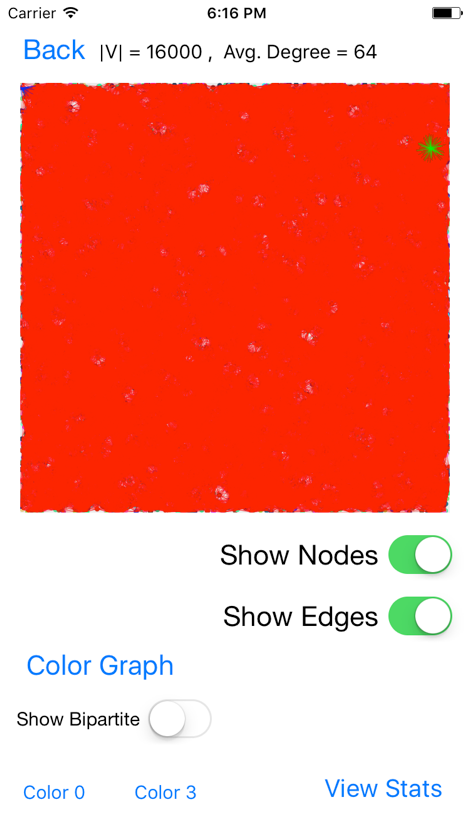 Carrier 6:16 PM
Back |V| = 16000 , Avg. Degree = 64
Show Nodes
Show Edges
Color Graph
Show Bipartite
Color 0 Color 3 View Stats